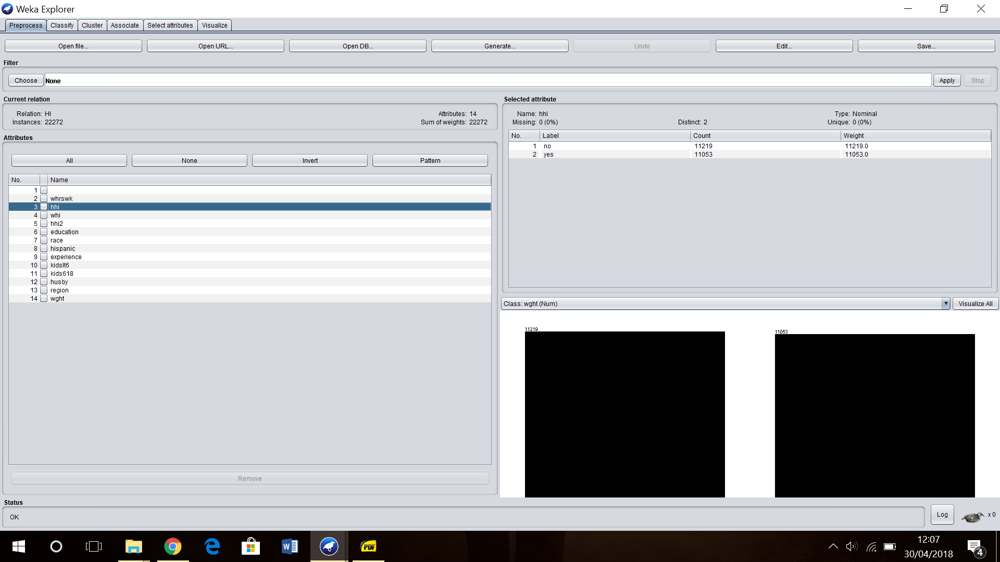 Weka Explorer
Preprocess Classify Cluster Associate Select attributes Visualize
Open file... Open URL... Open DB... Generate... Undo Edit... Save...
Filter
Choose None Apply Stop
Current relation
Relation: HI Attributes: 14
Instances: 22272 Sum of weights: 22272
Attributes
All None Invert Pattern
No. Name
1
2 whrswk
3 hhi
4 whi
5 hhi2
6 education
7 race
8 hispanic
9 experience
10 kidslt6
11 kids618
12 husby
13 region
14 wght
Remove
Selected attribute
Name: hhi Type: Nominal
Missing: 0 (0%) Distinct: 2 Unique: 0 (0%)
No. Label Count Weight
1 no 11219 11219.0
2 yes 11053 11053.0
Class: wght (Num) Visualize All
11219 11053
Status
OK Log x 0
W PDF 12:07
30/04/2018 4